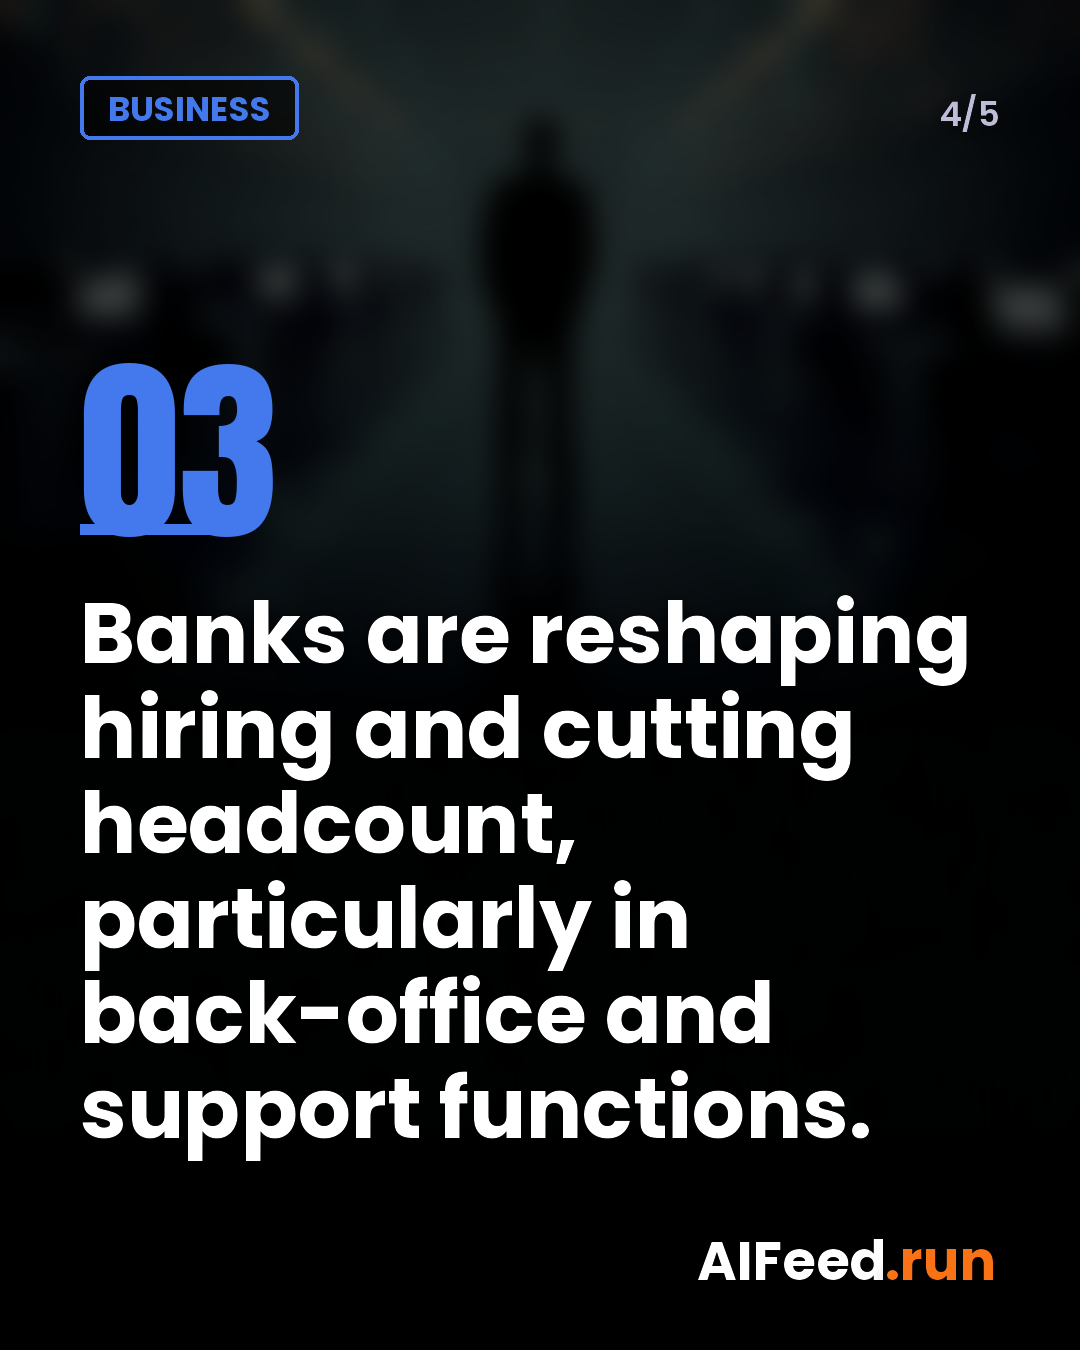 BUSINESS
4/5
03
Banks are reshaping
hiring and cutting
headcount,
particularly in
back-office and
support functions.
AIFeed.run